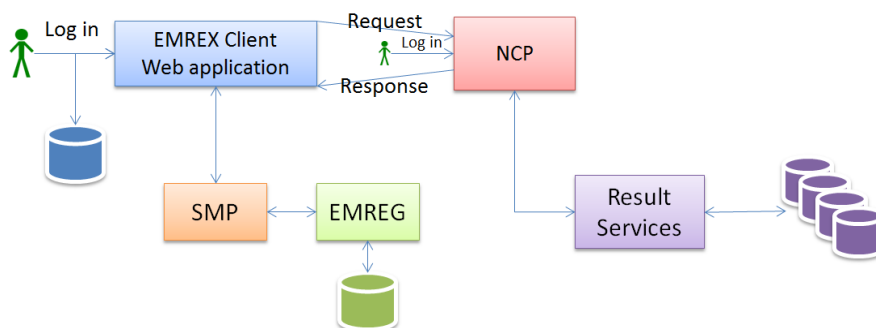 Log in
EMREX Client
Web application
Request
Log in
Response
NCP
SMP
EMREG
Result
Services